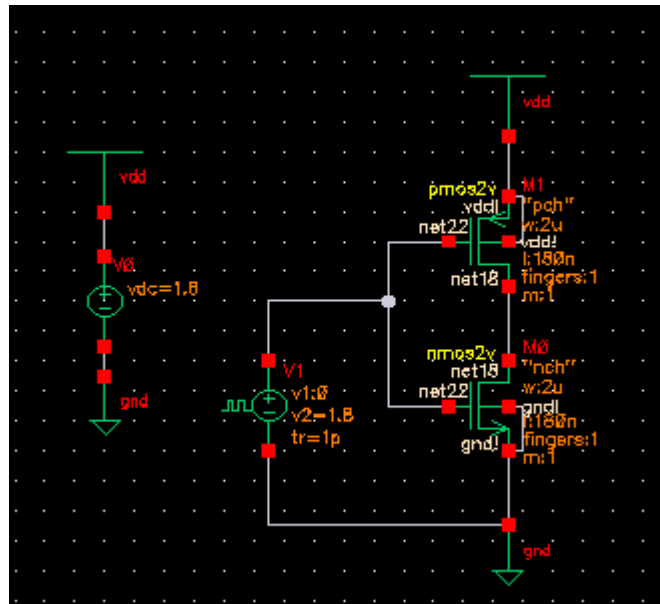 vdd
vdd
pmos2v
M1
vdd!
"pch"
net22
w:2u
vdd!
l:180n
net18
fingers:1
m:1
V0
vdc=1.8
gnd
V1
v1:0
v2=1.8
tr=1p
nmos2v
M0
net18
"nch"
net22
w:2u
gnd!
l:180n
gnd!
fingers:1
m:1
gnd